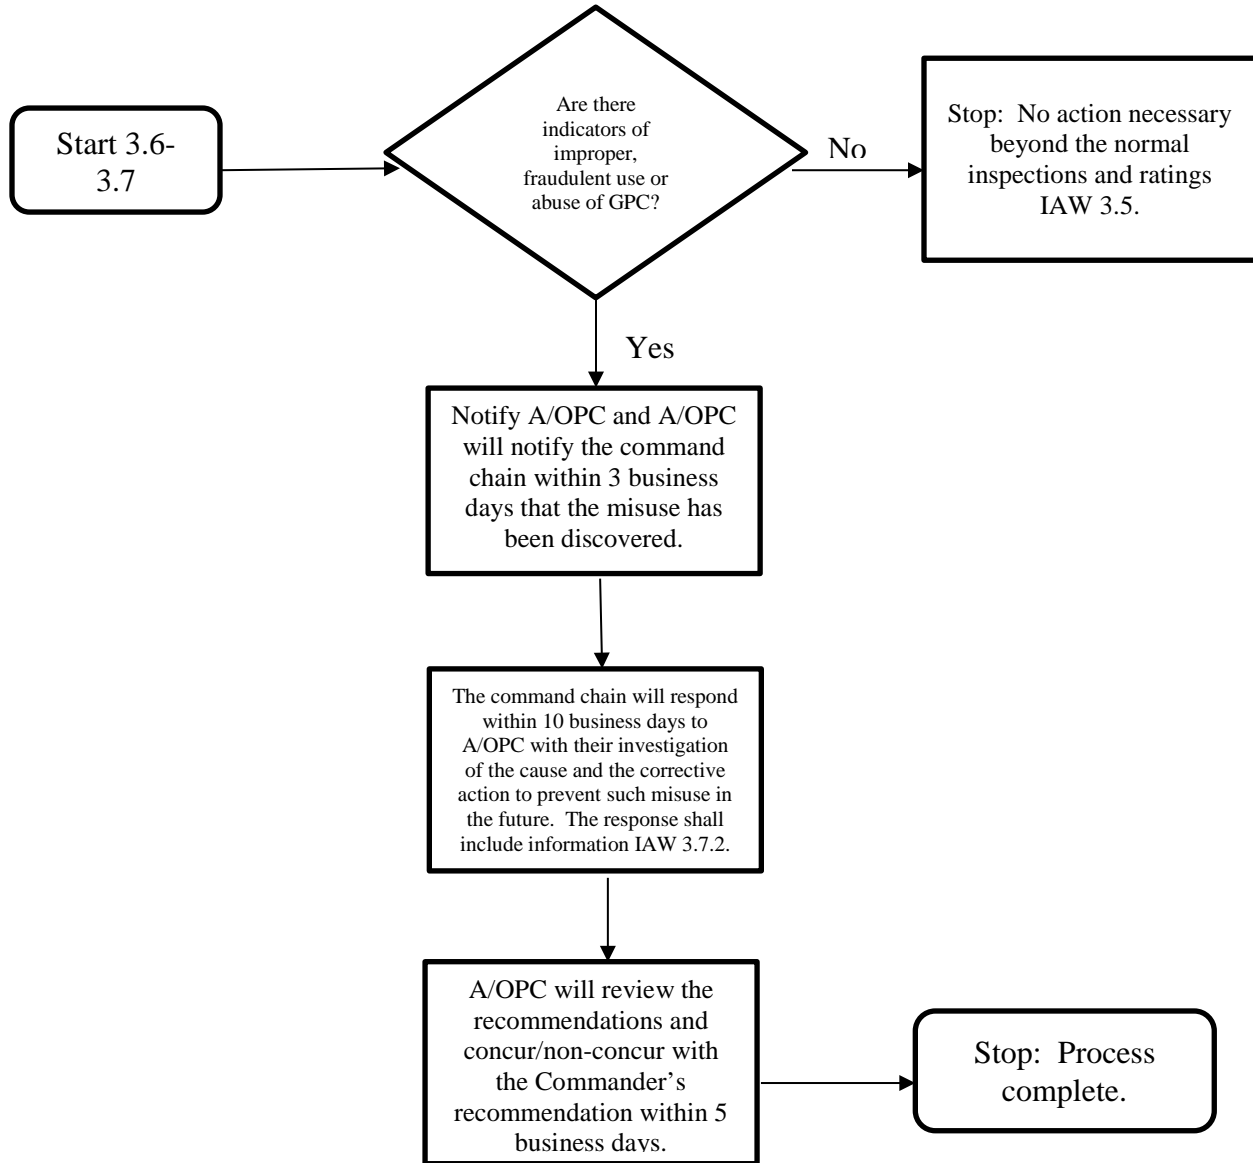 Start 3.6-
3.7
Are there
indicators of
improper,
fraudulent use or
abuse of GPC?
No
Stop:  No action necessary
beyond the normal
inspections and ratings
IAW 3.5.
Yes
Notify A/OPC and A/OPC
will notify the command
chain within 3 business
days that the misuse has
been discovered.
The command chain will respond
within 10 business days to
A/OPC with their investigation
of the cause and the corrective
action to prevent such misuse in
the future.  The response shall
include information IAW 3.7.2.
A/OPC will review the
recommendations and
concur/non-concur with
the Commander’s
recommendation within 5
business days.
Stop:  Process
complete.